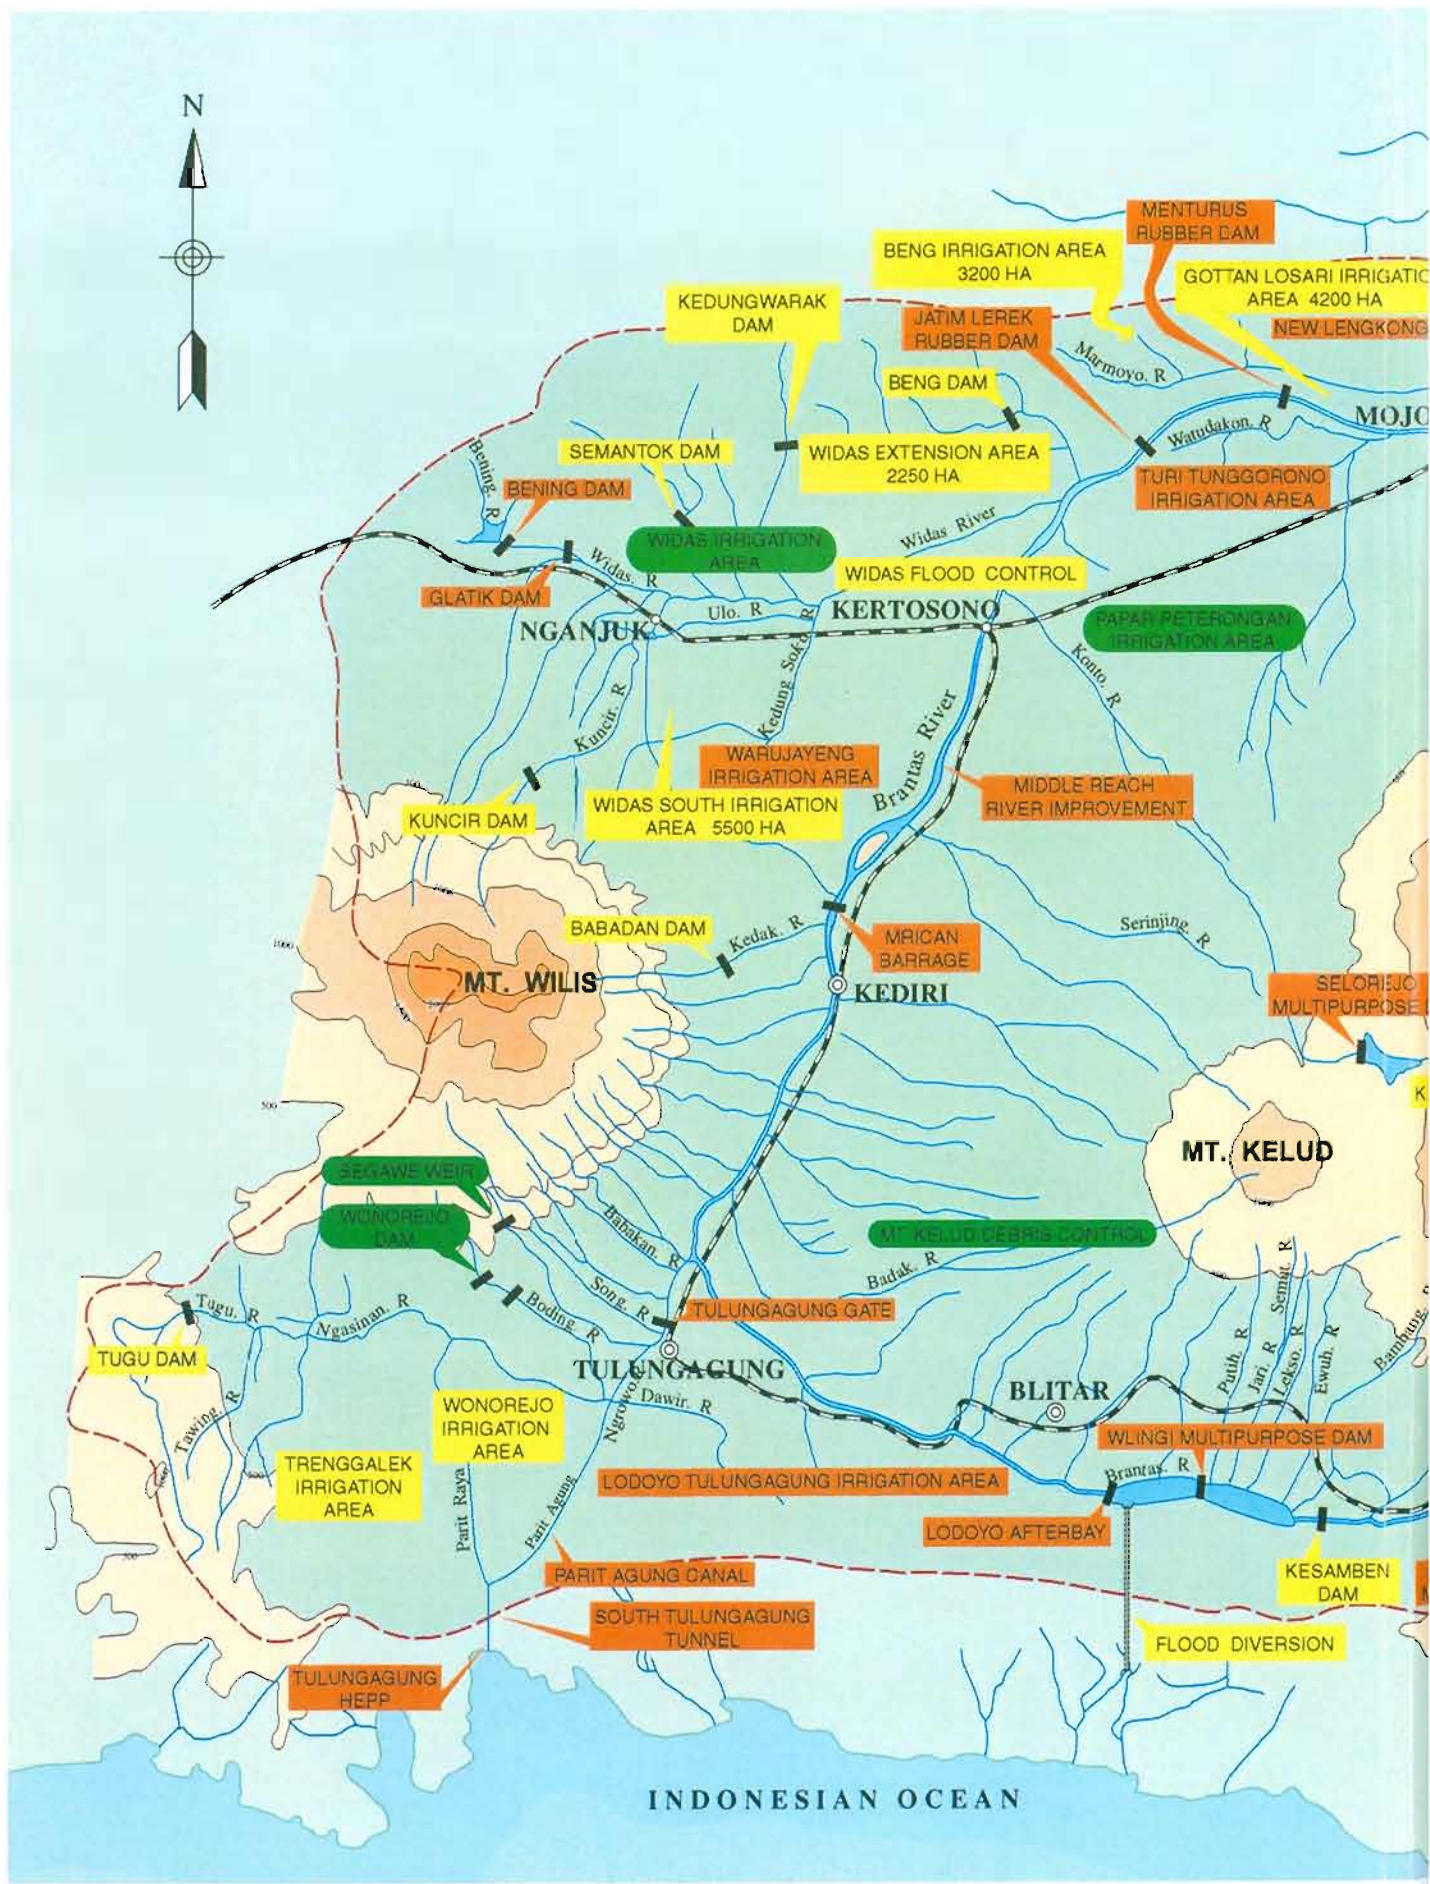 N
MENTURUS
RUBBER DAM
BENG IRRIGATION AREA
3200 HA
GOTTAN LOSARI IRRIGATIO
AREA 4200 HA
KEDUNGWARAK
DAM
JATIM LEREK
RUBBER DAM
NEW LENGKONG
Marmoyo. R
BENG DAM
MOJO
Watudakon. R
SEMANTOK DAM
WIDAS EXTENSION AREA
2250 HA
Bening. R
BENING DAM
TURI TUNGGORONO
IRRIGATION AREA
Widas River
WIDAS IRRIGATION
AREA
Widas. R
WIDAS FLOOD CONTROL
GLATIK DAM
Ulo. R
KERTOSONO
NGANJUK
PAPAR PETERONGAN
IRRIGATION AREA
Kedung Soko R
Konto. R
Kuncir. R
Brantas River
WARUJAYENG
IRRIGATION AREA
MIDDLE REACH
RIVER IMPROVEMENT
KUNCIR DAM
WIDAS SOUTH IRRIGATION
AREA 5500 HA
BABADAN DAM
Kedak. R
Serinjing. R
MRICAN
BARRAGE
1000
MT. WILIS
KEDIRI
SELOREJO
MULTIPURPOSE
K
500
MT. KELUD
SEGAWE WEIR
WONOREJO
DAM
Babakan. R
MT KELUD DEBRIS CONTROL
Badak. R
Semut. R
Song. R
Boding. R
Tugu. R
Ngasinan. R
TULUNGAGUNG GATE
TUGU DAM
TULUNGAGUNG
Putih. R
Jari. R
Lekso. R
Ewuh. R
Bambang. R
Dawir. R
Ngrowo.
BLITAR
Tawing. R
WONOREJO
IRRIGATION
AREA
WLINGI MULTIPURPOSE DAM
TRENGGALEK
IRRIGATION
AREA
500
Brantas. R
LODOYO TULUNGAGUNG IRRIGATION AREA
Parit Raya
Parit Agung
LODOYO AFTERBAY
500
PARIT AGUNG CANAL
KESAMBEN
DAM
M
SOUTH TULUNGAGUNG
TUNNEL
FLOOD DIVERSION
TULUNGAGUNG
HEPP
INDONESIAN OCEAN